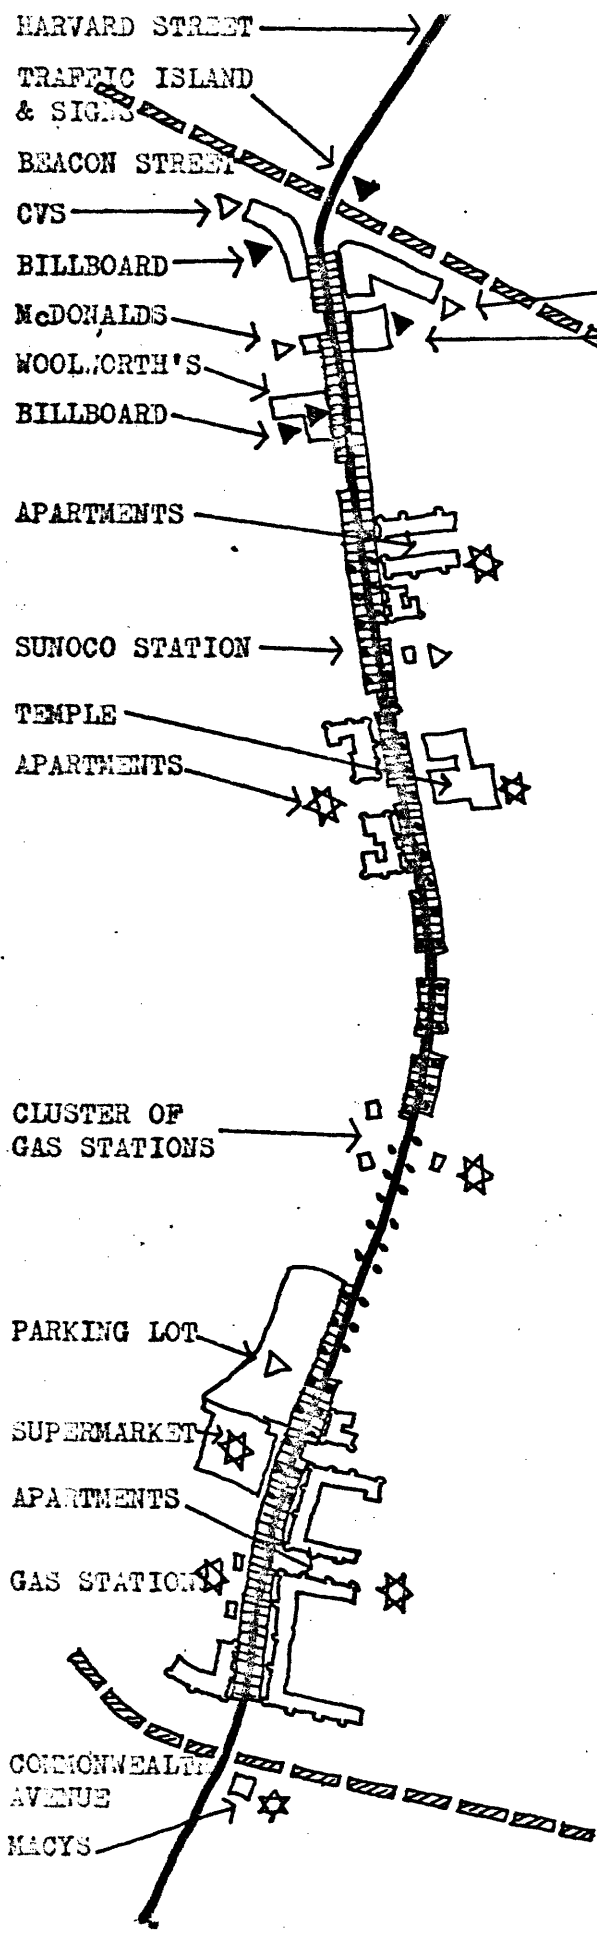 HARVARD STREET
TRAFFIC ISLAND
& SIGNS
BEACON STREET
CVS
BILLBOARD
McDONALDS
WOOLWORTH'S
BILLBOARD
APARTMENTS
SUNOCO STATION
TEMPLE
APARTMENTS
CLUSTER OF
GAS STATIONS
PARKING LOT
SUPERMARKET
APARTMENTS
GAS STATION
COMMONWEALTH
AVENUE
MACYS